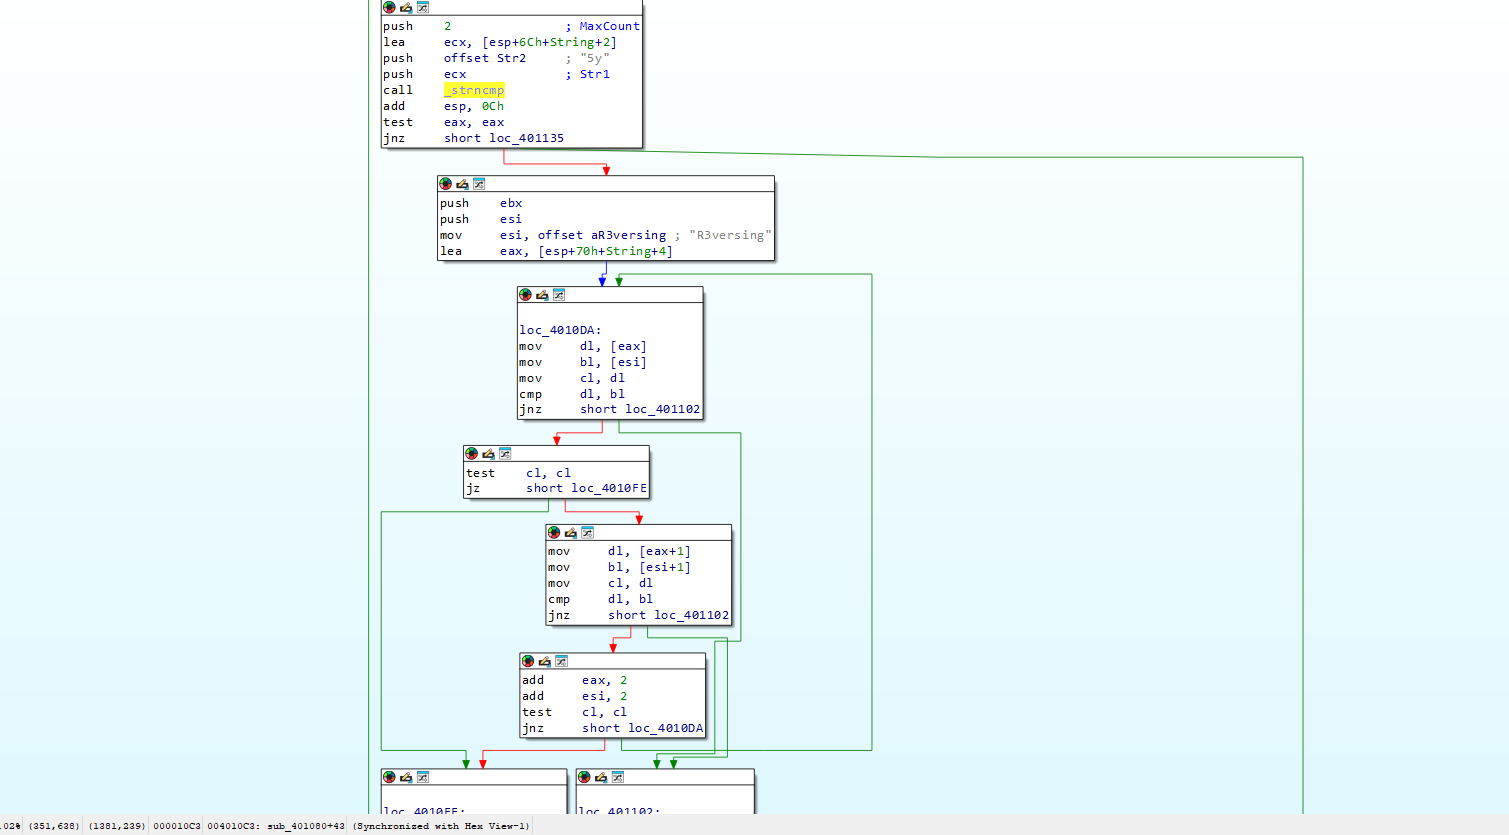 push 2 ; MaxCount
lea ecx, [esp+6Ch+String+2]
push offset Str2 ; "5y"
push ecx ; Str1
call _strncmp
add esp, 0Ch
test eax, eax
jnz short loc_401135
push ebx
push esi
mov esi, offset aR3versing ; "R3versing"
lea eax, [esp+70h+String+4]
loc_4010DA:
mov dl, [eax]
mov bl, [esi]
mov cl, dl
cmp dl, bl
jnz short loc_401102
test cl, cl
jz short loc_4010FE
mov dl, [eax+1]
mov bl, [esi+1]
mov cl, dl
cmp dl, bl
jnz short loc_401102
add eax, 2
add esi, 2
test cl, cl
jnz short loc_4010DA
loc_4010FE:
loc_401102:
.02% (351,638) (1381,239) 000010C3 004010C3: sub_401080+43 (Synchronized with Hex View-1)